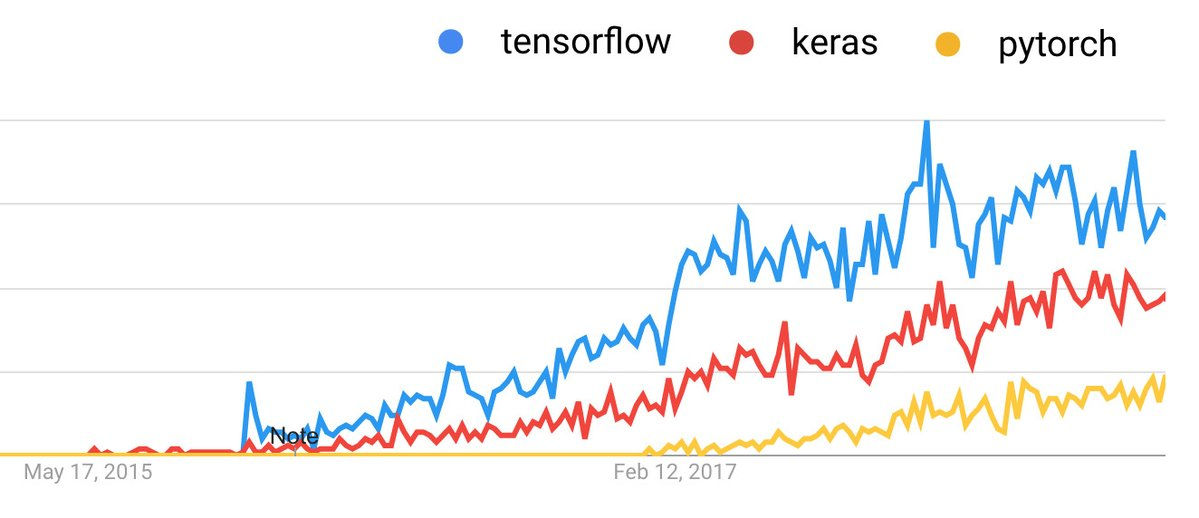 tensorflow keras pytorch
Note
May 17, 2015 Feb 12, 2017